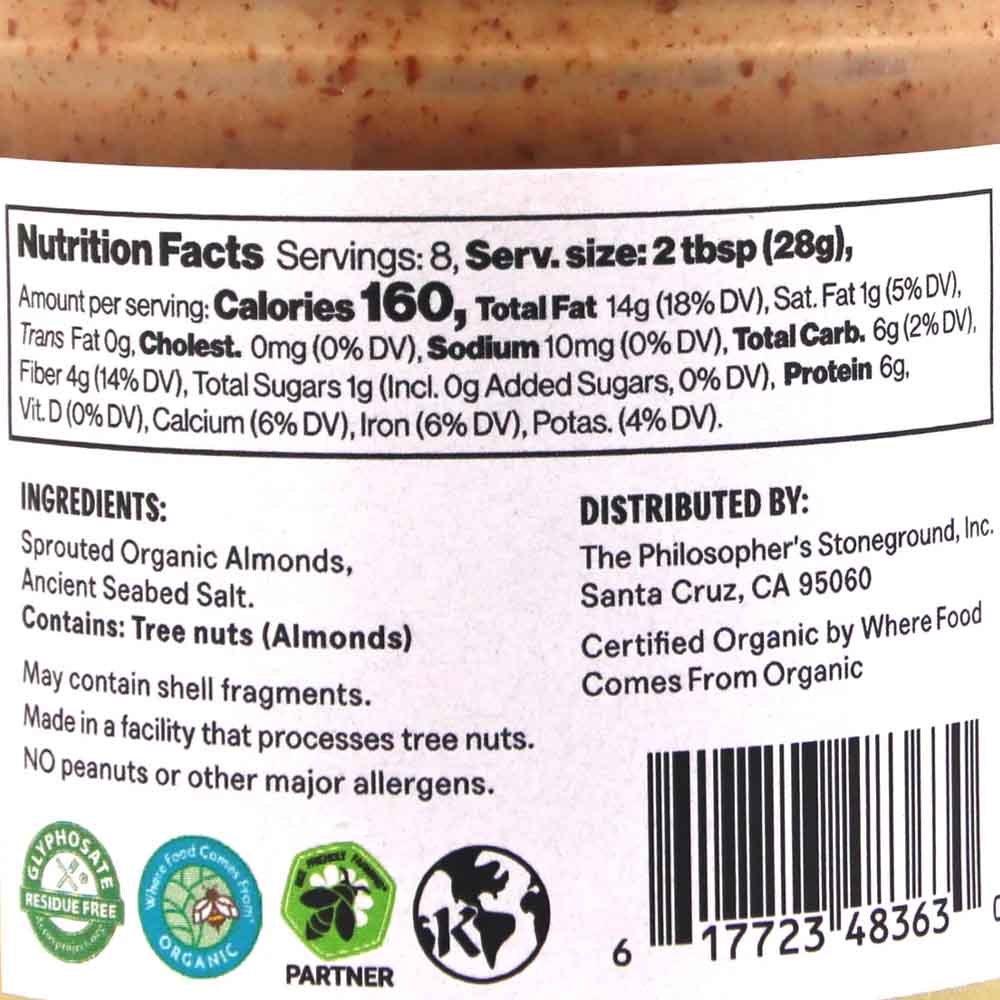 Nutrition Facts Servings: 8, Serv. size: 2 tbsp (28g),
Amount per serving: Calories 160, Total Fat 14g (18% DV), Sat. Fat 1g (5% DV),
Trans Fat 0g, Cholest. 0mg (0% DV), Sodium 10mg (0% DV), Total Carb. 6g (2% DV),
Fiber 4g (14% DV), Total Sugars 1g (Incl. 0g Added Sugars, 0% DV), Protein 6g,
Vit. D (0% DV), Calcium (6% DV), Iron (6% DV), Potas. (4% DV).
INGREDIENTS:
Sprouted Organic Almonds,
Ancient Seabed Salt.
Contains: Tree nuts (Almonds)
May contain shell fragments.
Made in a facility that processes tree nuts.
NO peanuts or other major allergens.
DISTRIBUTED BY:
The Philosopher's Stoneground, Inc.
Santa Cruz, CA 95060
Certified Organic by Where Food
Comes From Organic
GLYPHOSATE
RESIDUE FREE
Where Food Comes From
ORGANIC
BEE FRIENDLY FARMING
PARTNER
K
6 17723 48363